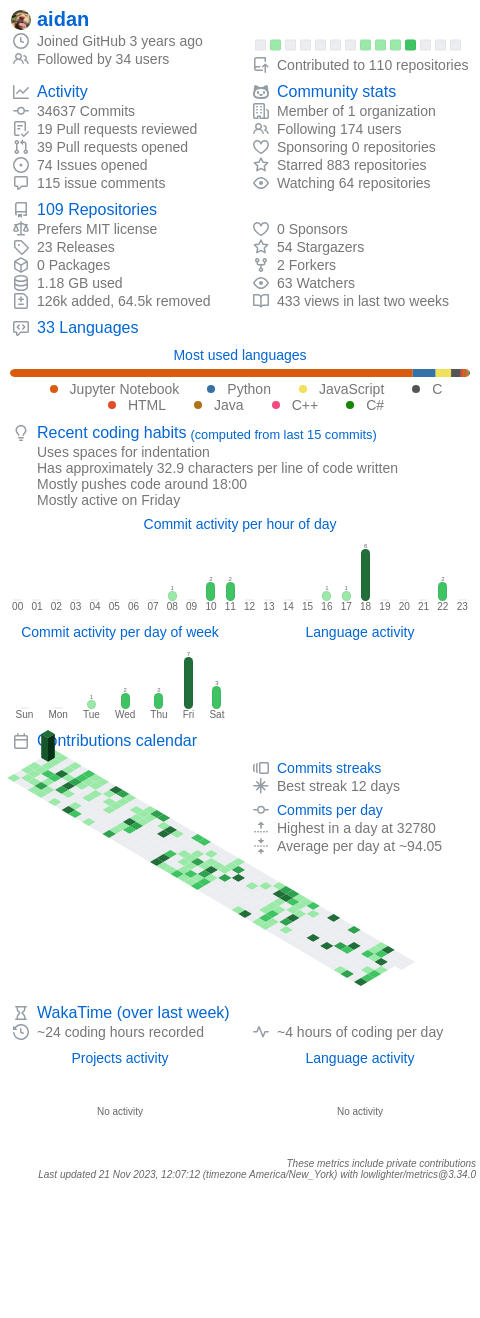 aidan
Joined GitHub 3 years ago
Followed by 34 users
Contributed to 110 repositories
Activity
34637 Commits
19 Pull requests reviewed
39 Pull requests opened
74 Issues opened
115 issue comments
Community stats
Member of 1 organization
Following 174 users
Sponsoring 0 repositories
Starred 883 repositories
Watching 64 repositories
109 Repositories
Prefers MIT license
23 Releases
0 Packages
1.18 GB used
126k added, 64.5k removed
0 Sponsors
54 Stargazers
2 Forkers
63 Watchers
433 views in last two weeks
33 Languages
Most used languages
Jupyter Notebook Python JavaScript C
HTML Java C++ C#
Recent coding habits (computed from last 15 commits)
Uses spaces for indentation
Has approximately 32.9 characters per line of code written
Mostly pushes code around 18:00
Mostly active on Friday
Commit activity per hour of day
1 2 2 1 1 6 2
00 01 02 03 04 05 06 07 08 09 10 11 12 13 14 15 16 17 18 19 20 21 22 23
Commit activity per day of week
1 2 2 7 3
Sun Mon Tue Wed Thu Fri Sat
Language activity
Contributions calendar
Commits streaks
Best streak 12 days
Commits per day
Highest in a day at 32780
Average per day at ~94.05
WakaTime (over last week)
~24 coding hours recorded
~4 hours of coding per day
Projects activity
No activity
Language activity
No activity
These metrics include private contributions
Last updated 21 Nov 2023, 12:07:12 (timezone America/New_York) with lowlighter/metrics@3.34.0